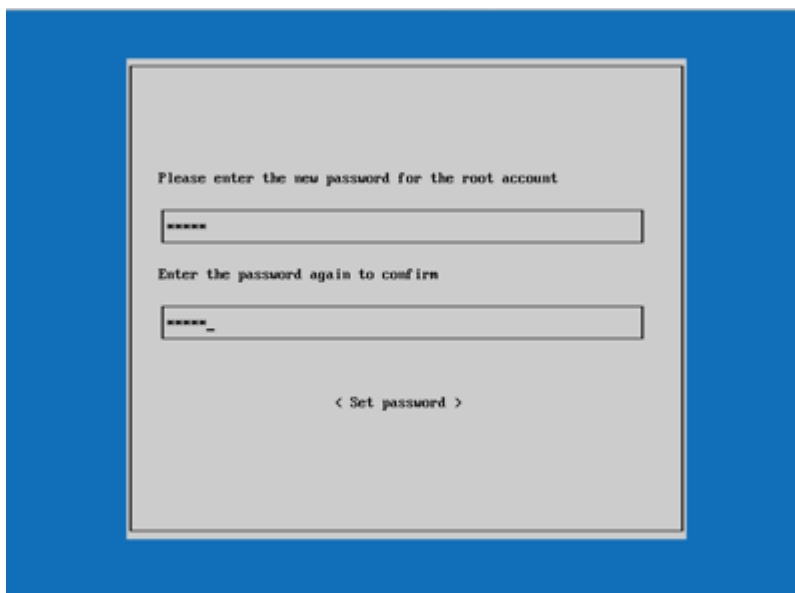 Please enter the new password for the root account
*****
Enter the password again to confirm
*****_
< Set password >